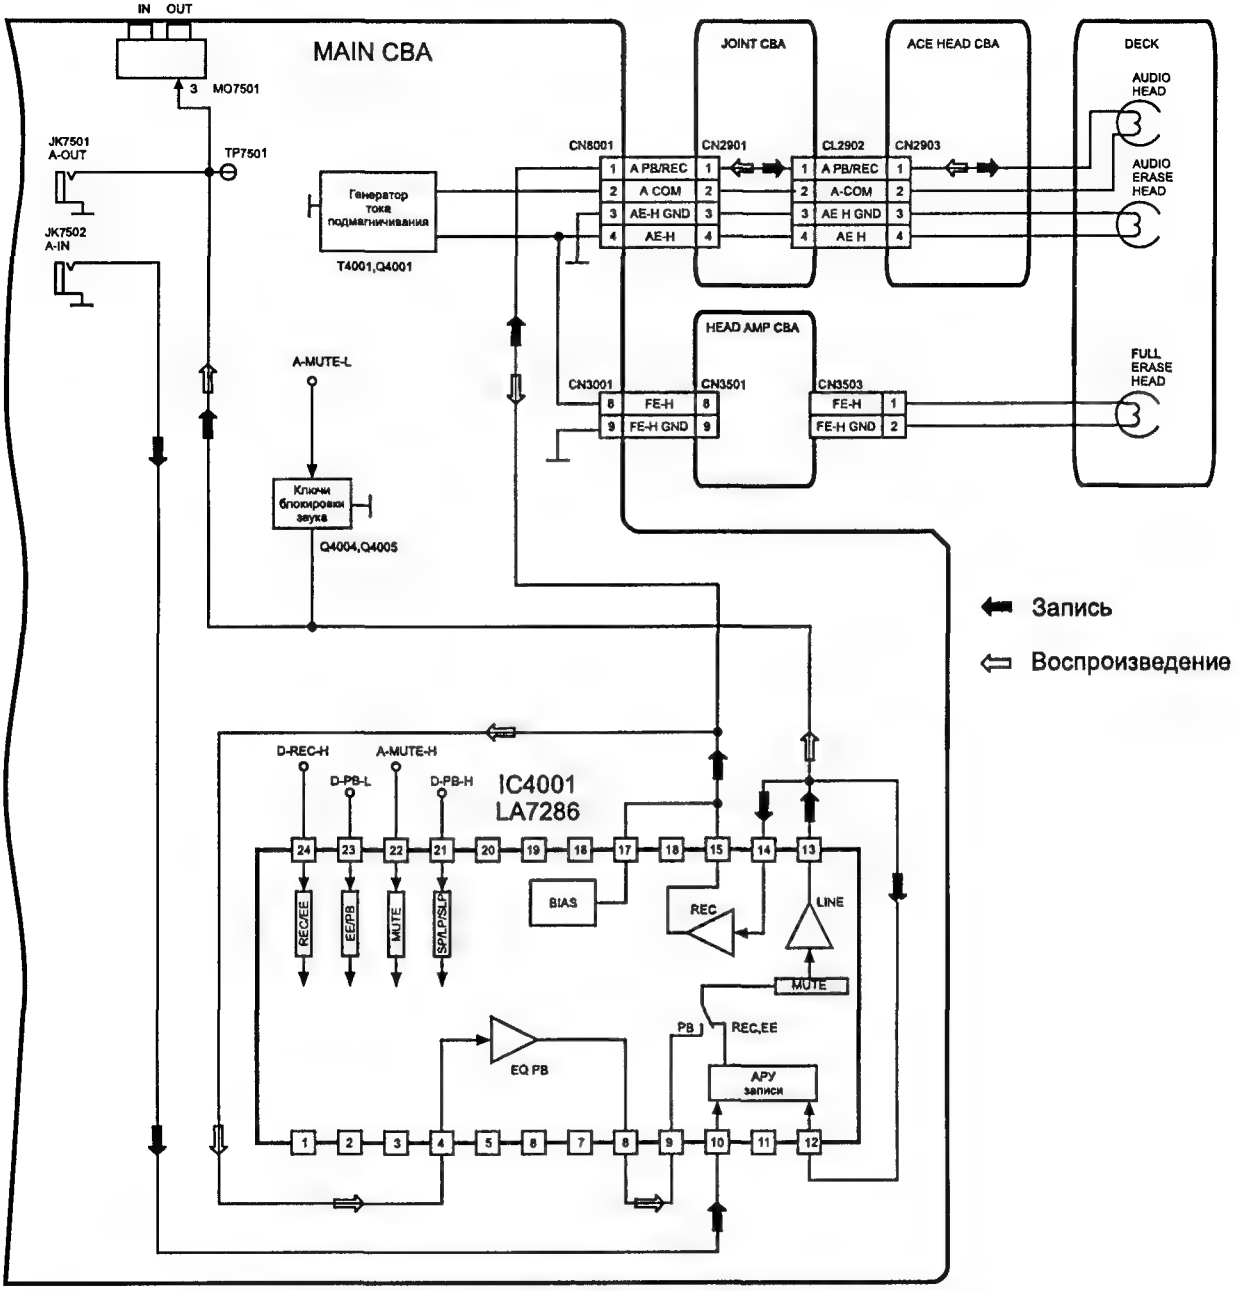 IN OUT
MAIN CBA
3 MO7501
JK7501
A-OUT
TP7501
JK7502
A-IN
Генератор
тока
подмагничивания
T4001,Q4001
JOINT CBA
ACE HEAD CBA
DECK
AUDIO
HEAD
AUDIO
ERASE
HEAD
FULL
ERASE
HEAD
CN8001
CN2901
CL2902
CN2903
1 A PB/REC 1
2 A COM 2
3 AE-H GND 3
4 AE-H 4
1 A PB/REC 1
2 A-COM 2
3 AE H GND 3
4 AE H 4
HEAD AMP CBA
CN3001
CN3501
CN3503
8 FE-H 8
9 FE-H GND 9
FE-H 1
FE-H GND 2
A-MUTE-L
Ключи
блокировки
звука
Q4004,Q4005
Запись
Воспроизведение
D-REC-H
A-MUTE-H
D-PB-L
D-PB-H
IC4001
LA7286
24 23 22 21 20 19 18 17 18 15 14 13
REC/EE
EE/PB
MUTE
SP/LP/SLP
BIAS
REC
LINE
MUTE
PB
REC,EE
EQ PB
АРУ
записи
1 2 3 4 5 6 7 8 9 10 11 12